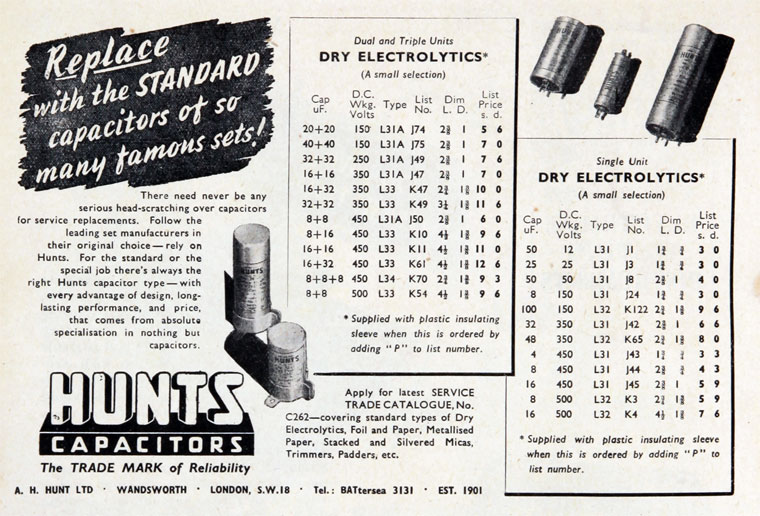 Replace
with the STANDARD
capacitors of so
many famous sets!
There need never be any
serious head-scratching over capacitors
for service replacements. Follow the
leading set manufacturers in
their original choice—rely on
Hunts. For the standard or the
special job there's always the
right Hunts capacitor type—with
every advantage of design, long-
lasting performance, and price,
that comes from absolute
specialisation in nothing but
capacitors.
HUNTS
CAPACITORS
The TRADE MARK of Reliability
Dual and Triple Units
DRY ELECTROLYTICS*
(A small selection)
Cap uF. D.C. Wkg. Volts Type List No. Dim L. D. List Price s. d.
20+20 150 L31A J74 2⅜ 1 5 6
40+40 150 L31A J75 2⅜ 1 7 0
32+32 250 L31A J49 2⅜ 1 7 6
16+16 350 L31A J47 2⅜ 1 7 0
16+32 350 L33 K47 2¾ 1⅜ 10 0
32+32 350 L33 K49 3¼ 1⅜ 11 6
8+8 450 L31A J50 2⅜ 1 6 0
8+16 450 L33 K10 4½ 1⅜ 9 6
16+16 450 L33 K11 4½ 1⅜ 11 0
16+32 450 L33 K61 4½ 1⅜ 12 6
8+8+8 450 L34 K70 2¾ 1⅜ 9 3
8+8 500 L33 K54 4½ 1⅜ 9 6
* Supplied with plastic insulating
sleeve when this is ordered by
adding "P" to list number.
Apply for latest SERVICE
TRADE CATALOGUE, No.
C262—covering standard types of Dry
Electrolytics, Foil and Paper, Metallised
Paper, Stacked and Silvered Micas,
Trimmers, Padders, etc.
Single Unit
DRY ELECTROLYTICS*
(A small selection)
Cap uF. D.C. Wkg. Volts Type List No. Dim L. D. List Price s. d.
50 12 L31 J1 1¾ ¾ 3 0
25 25 L31 J3 1¾ ¾ 3 0
50 50 L31 J8 2⅜ 1 4 0
8 150 L31 J24 1¾ ¾ 3 0
100 150 L32 K122 2¾ 1⅜ 9 6
32 350 L31 J42 2⅜ 1 6 6
48 350 L32 K65 2¾ 1⅜ 8 0
4 450 L31 J43 1¾ ¾ 3 3
8 450 L31 J44 2⅜ ¾ 4 3
16 450 L31 J45 2⅜ 1 5 9
8 500 L32 K3 2¾ 1⅜ 5 9
16 500 L32 K4 4½ 1⅜ 7 6
* Supplied with plastic insulating sleeve
when this is ordered by adding "P" to
list number.
A. H. HUNT LTD · WANDSWORTH · LONDON, S.W.18 · Tel.: BATtersea 3131 · EST. 1901
HUNTS
HUNTS